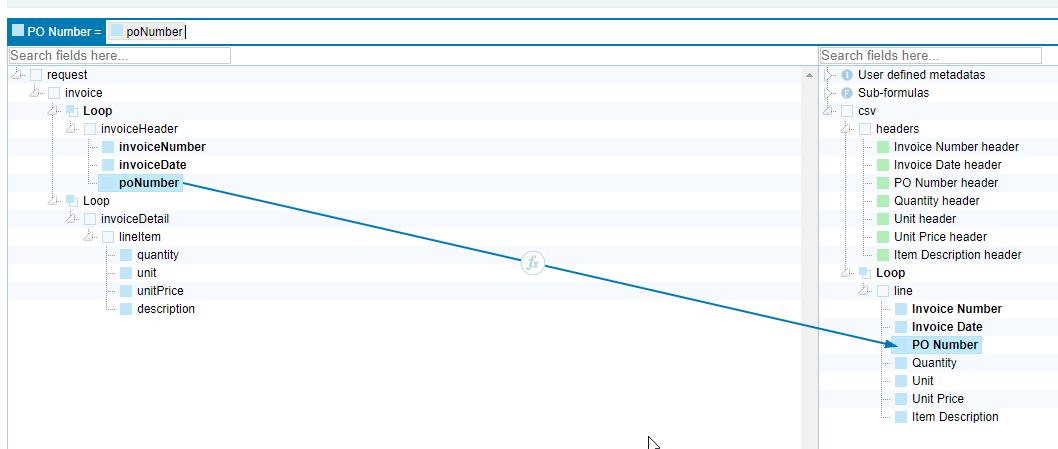 PO Number = poNumber
Search fields here...
request
invoice
Loop
invoiceHeader
invoiceNumber
invoiceDate
poNumber
Loop
invoiceDetail
lineItem
quantity
unit
unitPrice
description
fx
Search fields here...
i User defined metadatas
F Sub-formulas
csv
headers
Invoice Number header
Invoice Date header
PO Number header
Quantity header
Unit header
Unit Price header
Item Description header
Loop
line
Invoice Number
Invoice Date
PO Number
Quantity
Unit
Unit Price
Item Description